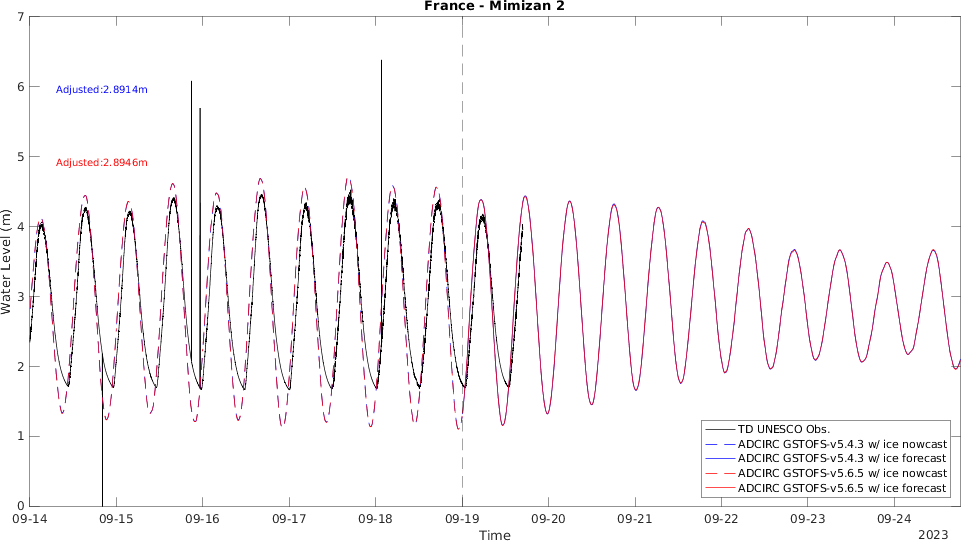 France - Mimizan 2
7
6
5
4
3
2
1
0
Water Level (m)
Adjusted:2.8914m
Adjusted:2.8946m
TD UNESCO Obs.
ADCIRC GSTOFS-v5.4.3 w/ ice nowcast
ADCIRC GSTOFS-v5.4.3 w/ ice forecast
ADCIRC GSTOFS-v5.6.5 w/ ice nowcast
ADCIRC GSTOFS-v5.6.5 w/ ice forecast
09-14 09-15 09-16 09-17 09-18 09-19 09-20 09-21 09-22 09-23 09-24
Time
2023